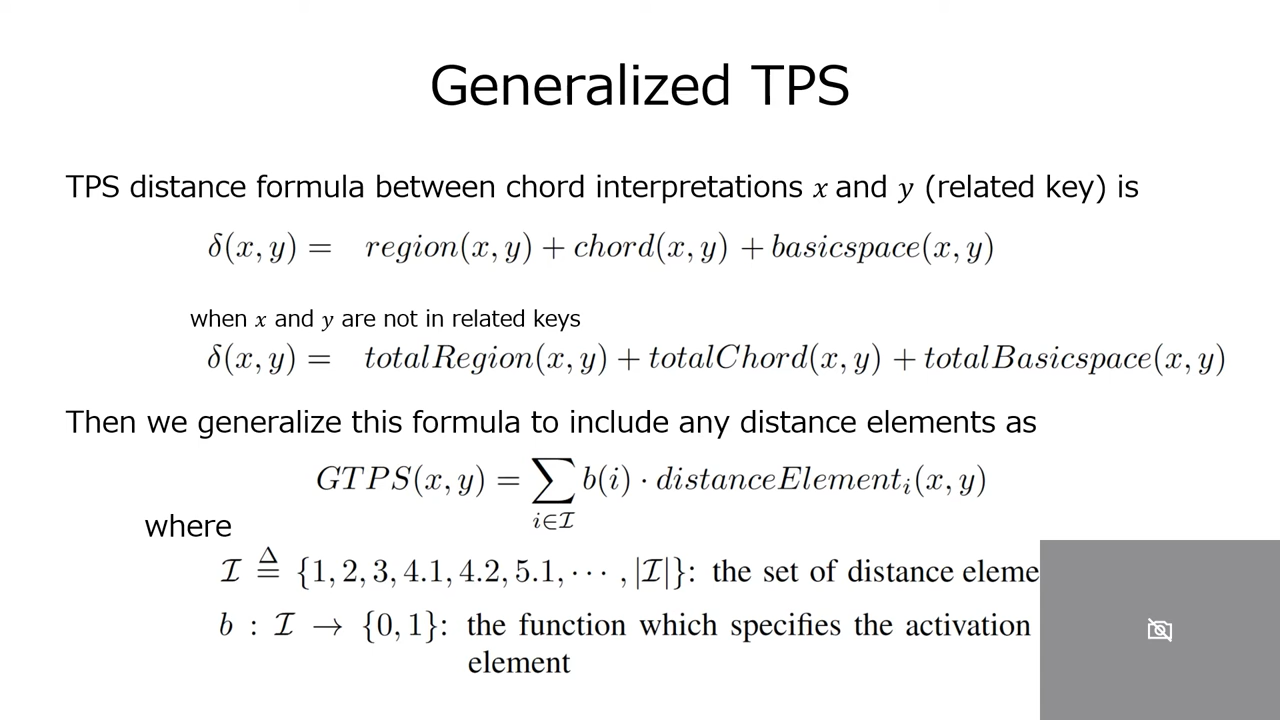 Generalized TPS
TPS distance formula between chord interpretations x and y (related key) is
δ(x, y) = region(x, y) + chord(x, y) + basicspace(x, y)
when x and y are not in related keys
δ(x, y) = totalRegion(x, y) + totalChord(x, y) + totalBasicspace(x, y)
Then we generalize this formula to include any distance elements as
GTPS(x, y) = ∑_{i∈ℐ} b(i) · distanceElement_i(x, y)
where
ℐ ≜ {1, 2, 3, 4.1, 4.2, 5.1, ⋯ , |ℐ|}: the set of distance eleme
b : ℐ → {0, 1}: the function which specifies the activation
element